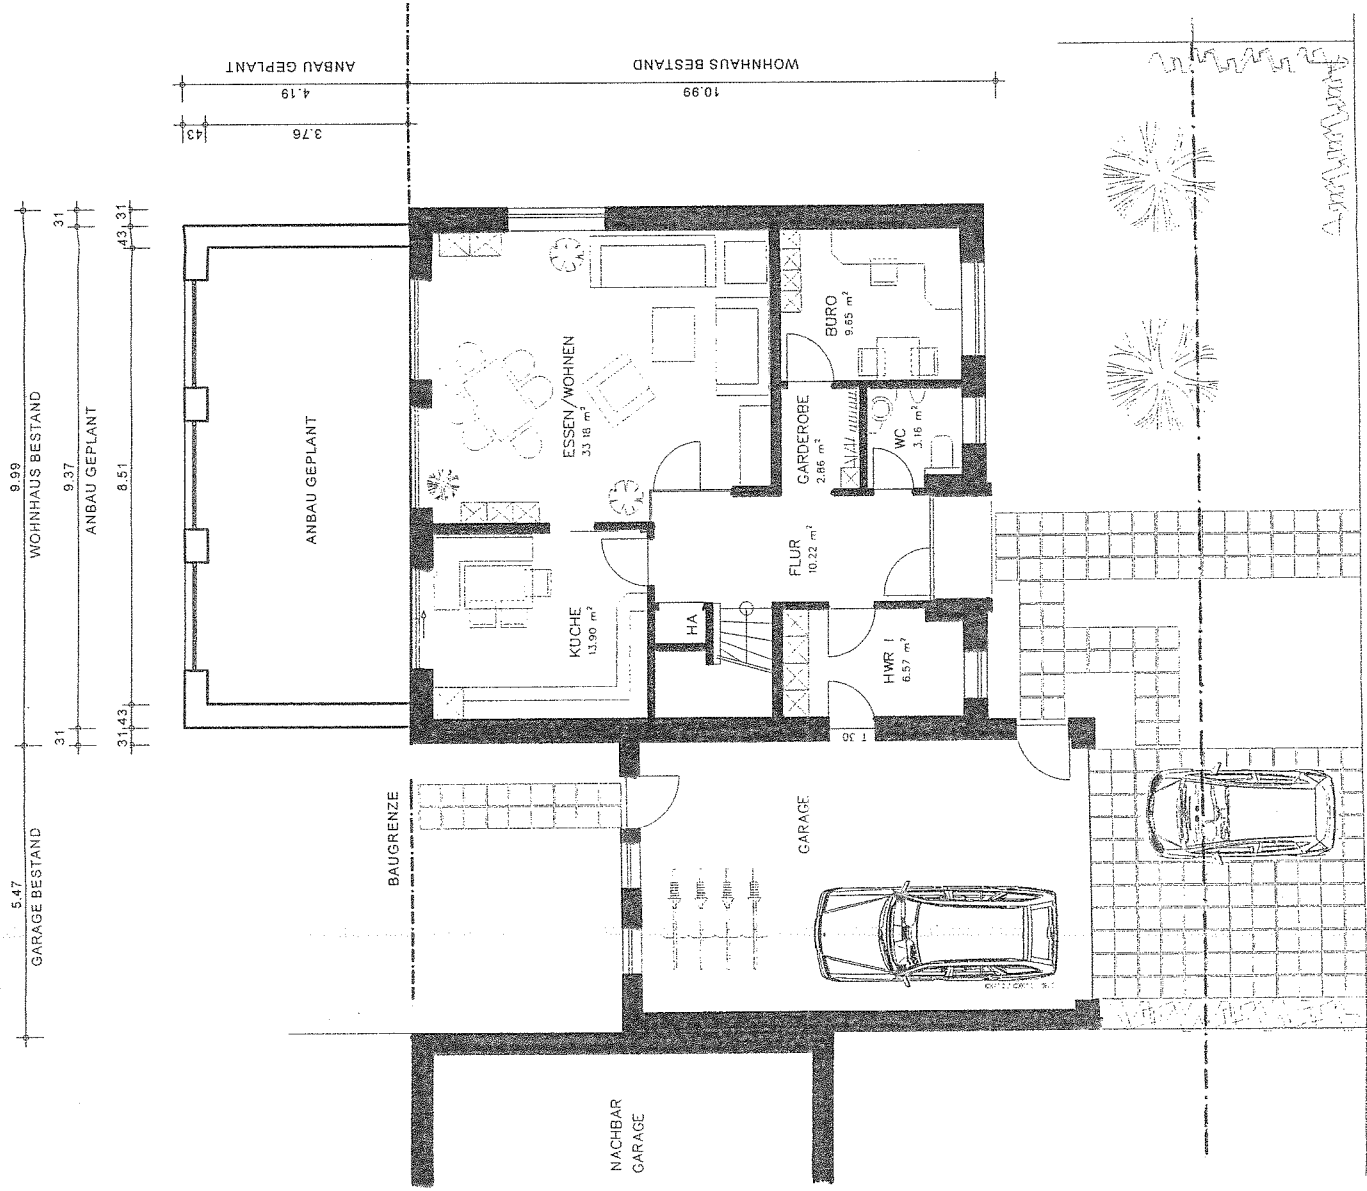 5.47
GARAGE BESTAND
9.99
WOHNHAUS BESTAND
31
9.37
ANBAU GEPLANT
31
31
43
8.51
43
31
ANBAU GEPLANT
4.19
43
3.76
WOHNHAUS BESTAND
10.99
ANBAU GEPLANT
BAUGRENZE
ESSEN/WOHNEN
33.18 m²
KÜCHE
13.90 m²
BÜRO
9.65 m²
GARDEROBE
2.86 m²
WC
3.16 m²
FLUR
10.22 m²
HA
HWR !
6.57 m²
T 30
GARAGE
NACHBAR
GARAGE